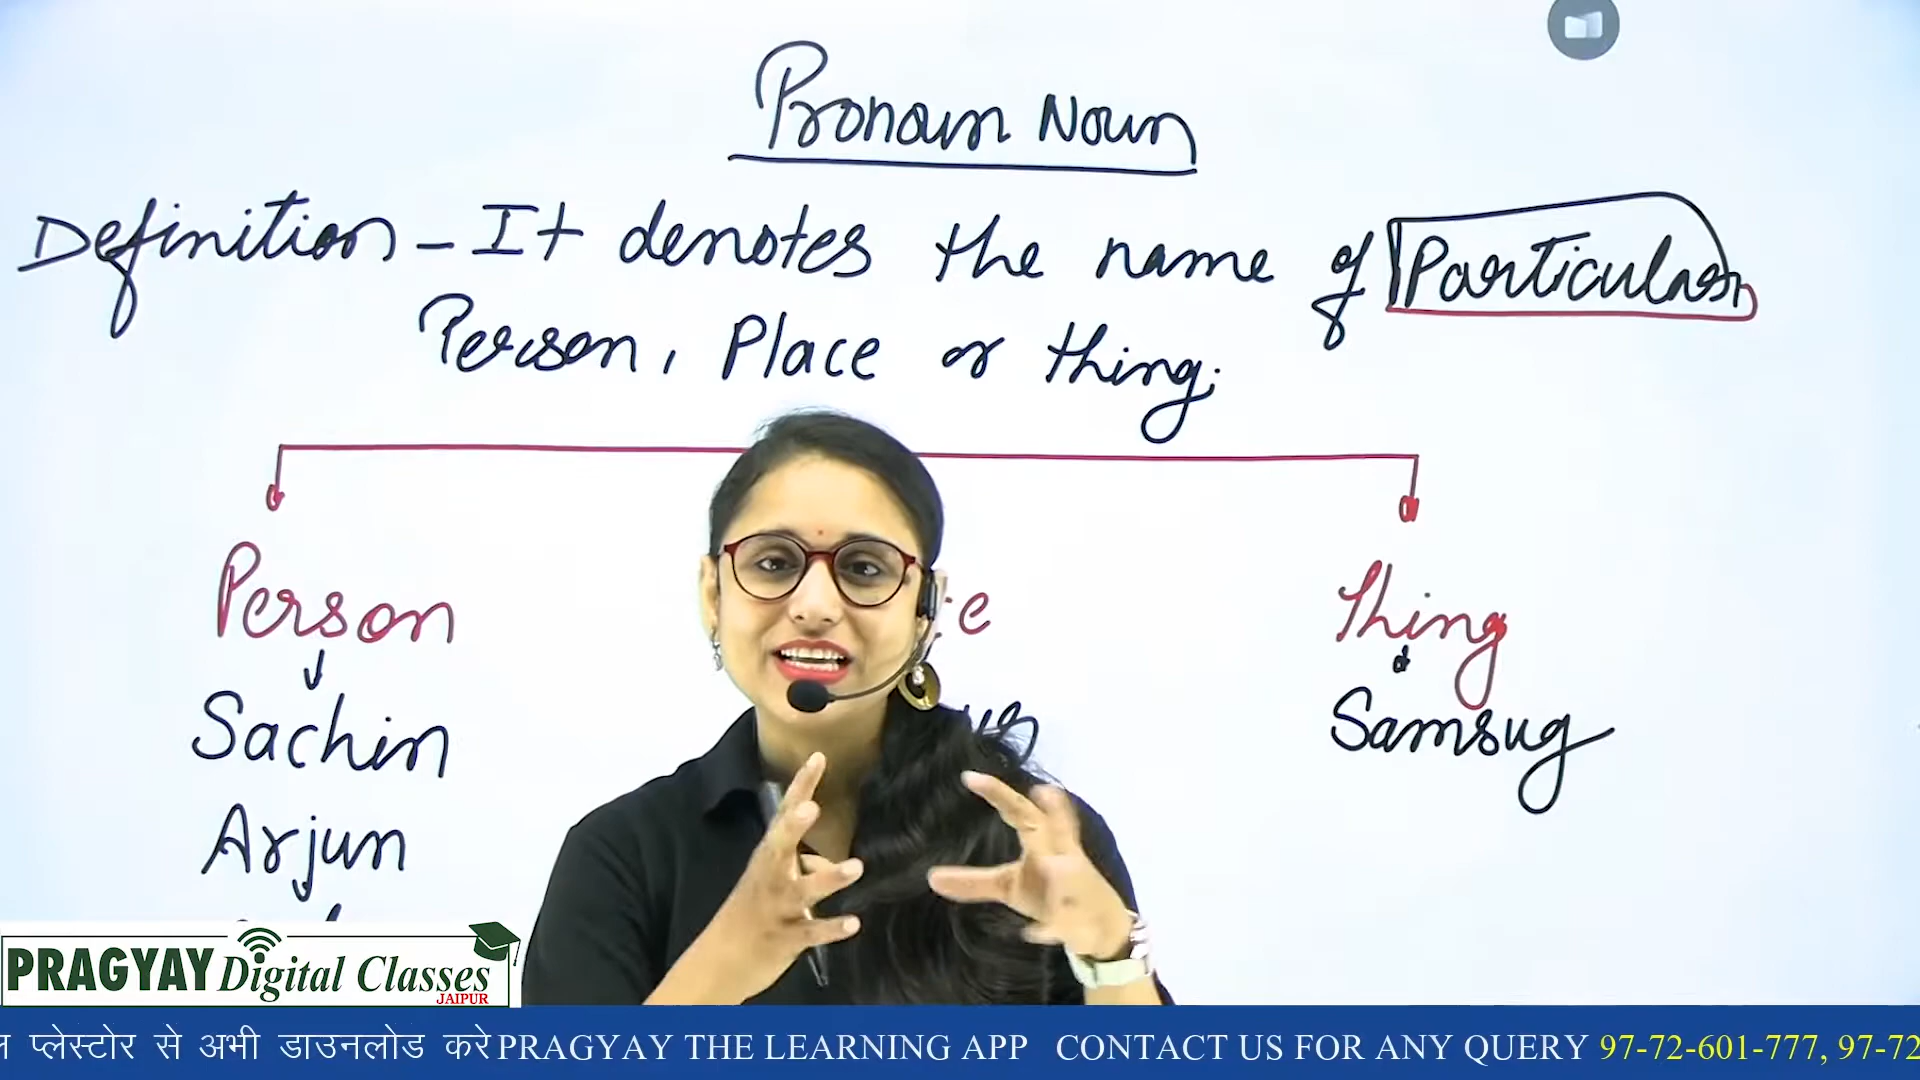 Pronoun Noun
Definition - It denotes the name of Particular
Person, Place or thing.
Person
Thing
Sachin
Samsug
Arjun
PRAGYAY Digital Classes
JAIPUR
प्लेस्टोर से अभी डाउनलोड करे PRAGYAY THE LEARNING APP CONTACT US FOR ANY QUERY 97-72-601-777, 97-72